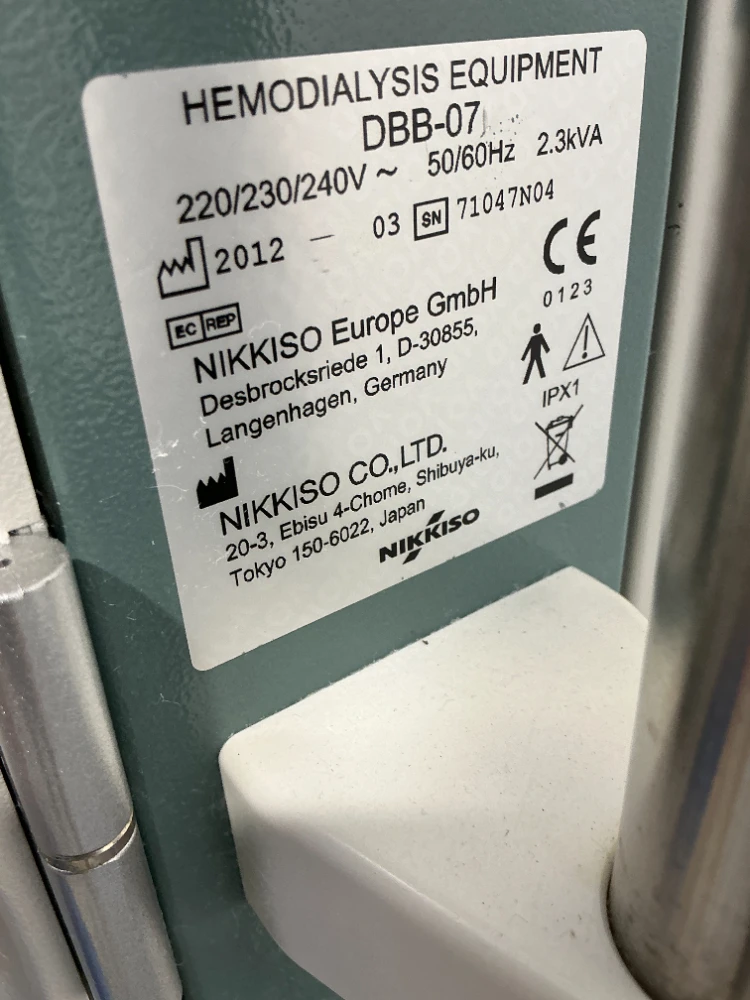 HEMODIALYSIS EQUIPMENT
DBB-07
220/230/240V ~ 50/60Hz 2.3kVA
2012 - 03 SN 71047N04
CE
0123
EC REP
NIKKISO Europe GmbH
Desbrocksriede 1, D-30855,
Langenhagen, Germany
IPX1
NIKKISO CO.,LTD.
20-3, Ebisu 4-Chome, Shibuya-ku,
Tokyo 150-6022, Japan
NIKKISO